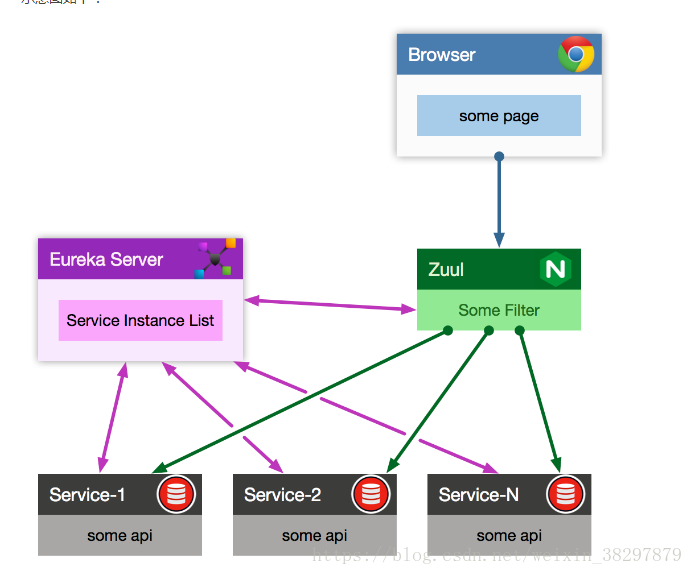 示意图如下：
Browser
some page
Eureka Server
Service Instance List
Zuul
N
Some Filter
Service-1
some api
Service-2
some api
Service-N
some api
https://blog.csdn.net/weixin_38297879